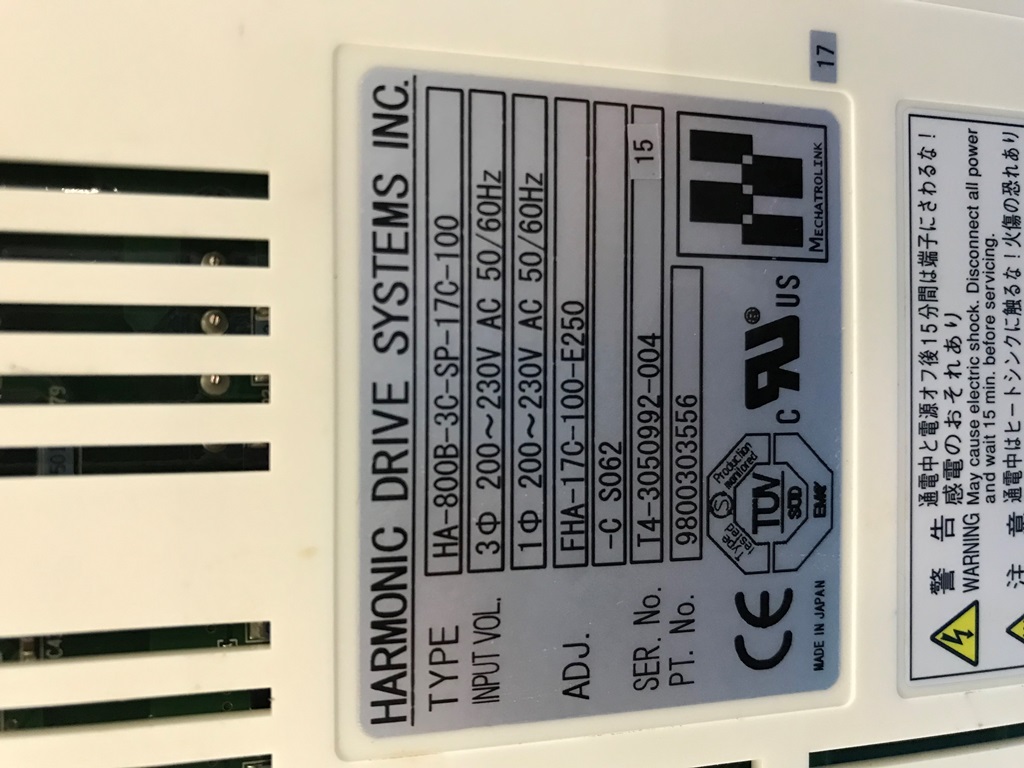 HARMONIC DRIVE SYSTEMS INC.
TYPE HA-800B-3C-SP-17C-100
INPUT VOL. 3Φ 200～230V AC 50/60Hz
1Φ 200～230V AC 50/60Hz
ADJ. FHA-17C-100-E250
-C S062
SER. No. T4-3050992-004 15
PT. No. 9800303556
MECHATROLINK
CE
Type tested
Production monitored
TÜV
SÜD
EMV
C RU® US
MADE IN JAPAN
17
警告 通電中と電源オフ後15分間は端子にさわるな！
感電のおそれあり
WARNING May cause electric shock. Disconnect all power
and wait 15 min. before servicing.
注意 通電中はヒートシンクに触るな！火傷の恐れあり